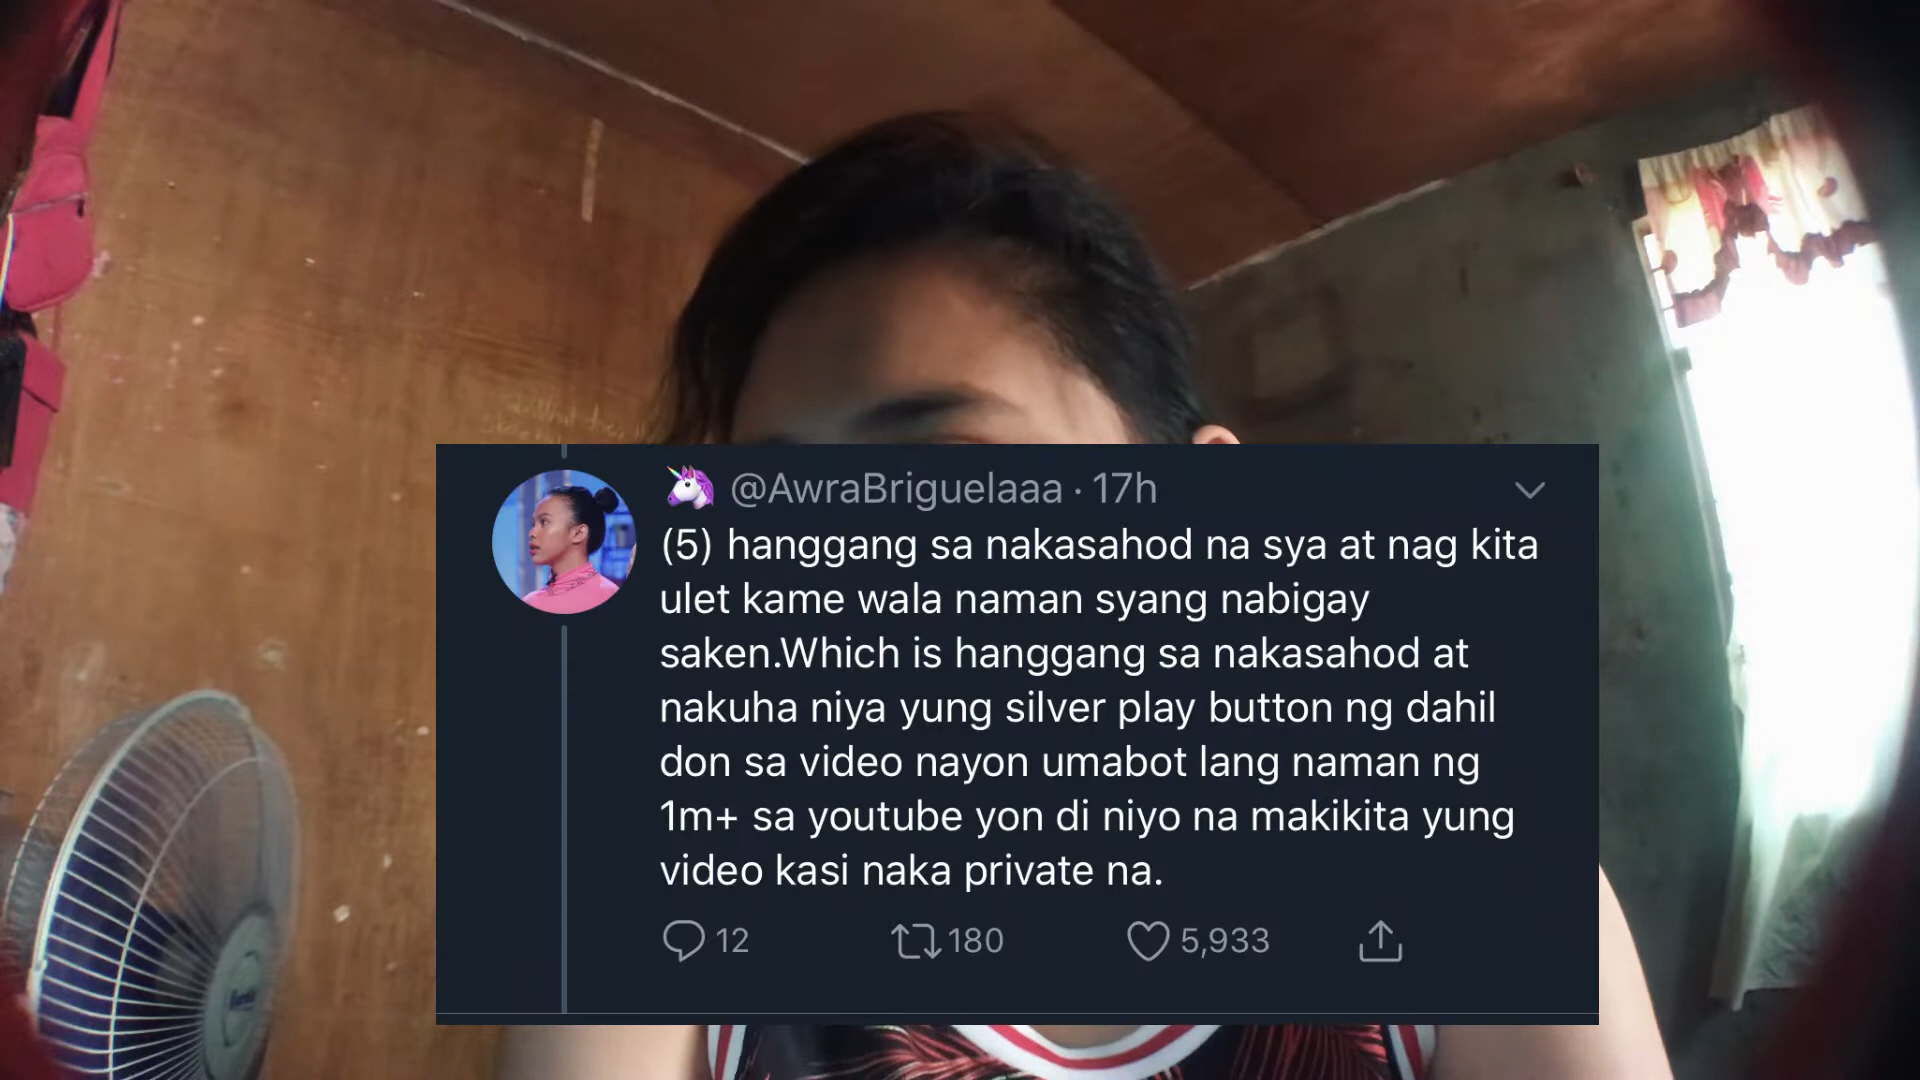 🦄 @AwraBriguelaaa · 17h
(5) hanggang sa nakasahod na sya at nag kita
ulet kame wala naman syang nabigay
saken.Which is hanggang sa nakasahod at
nakuha niya yung silver play button ng dahil
don sa video nayon umabot lang naman ng
1m+ sa youtube yon di niyo na makikita yung
video kasi naka private na.
12 180 5,933